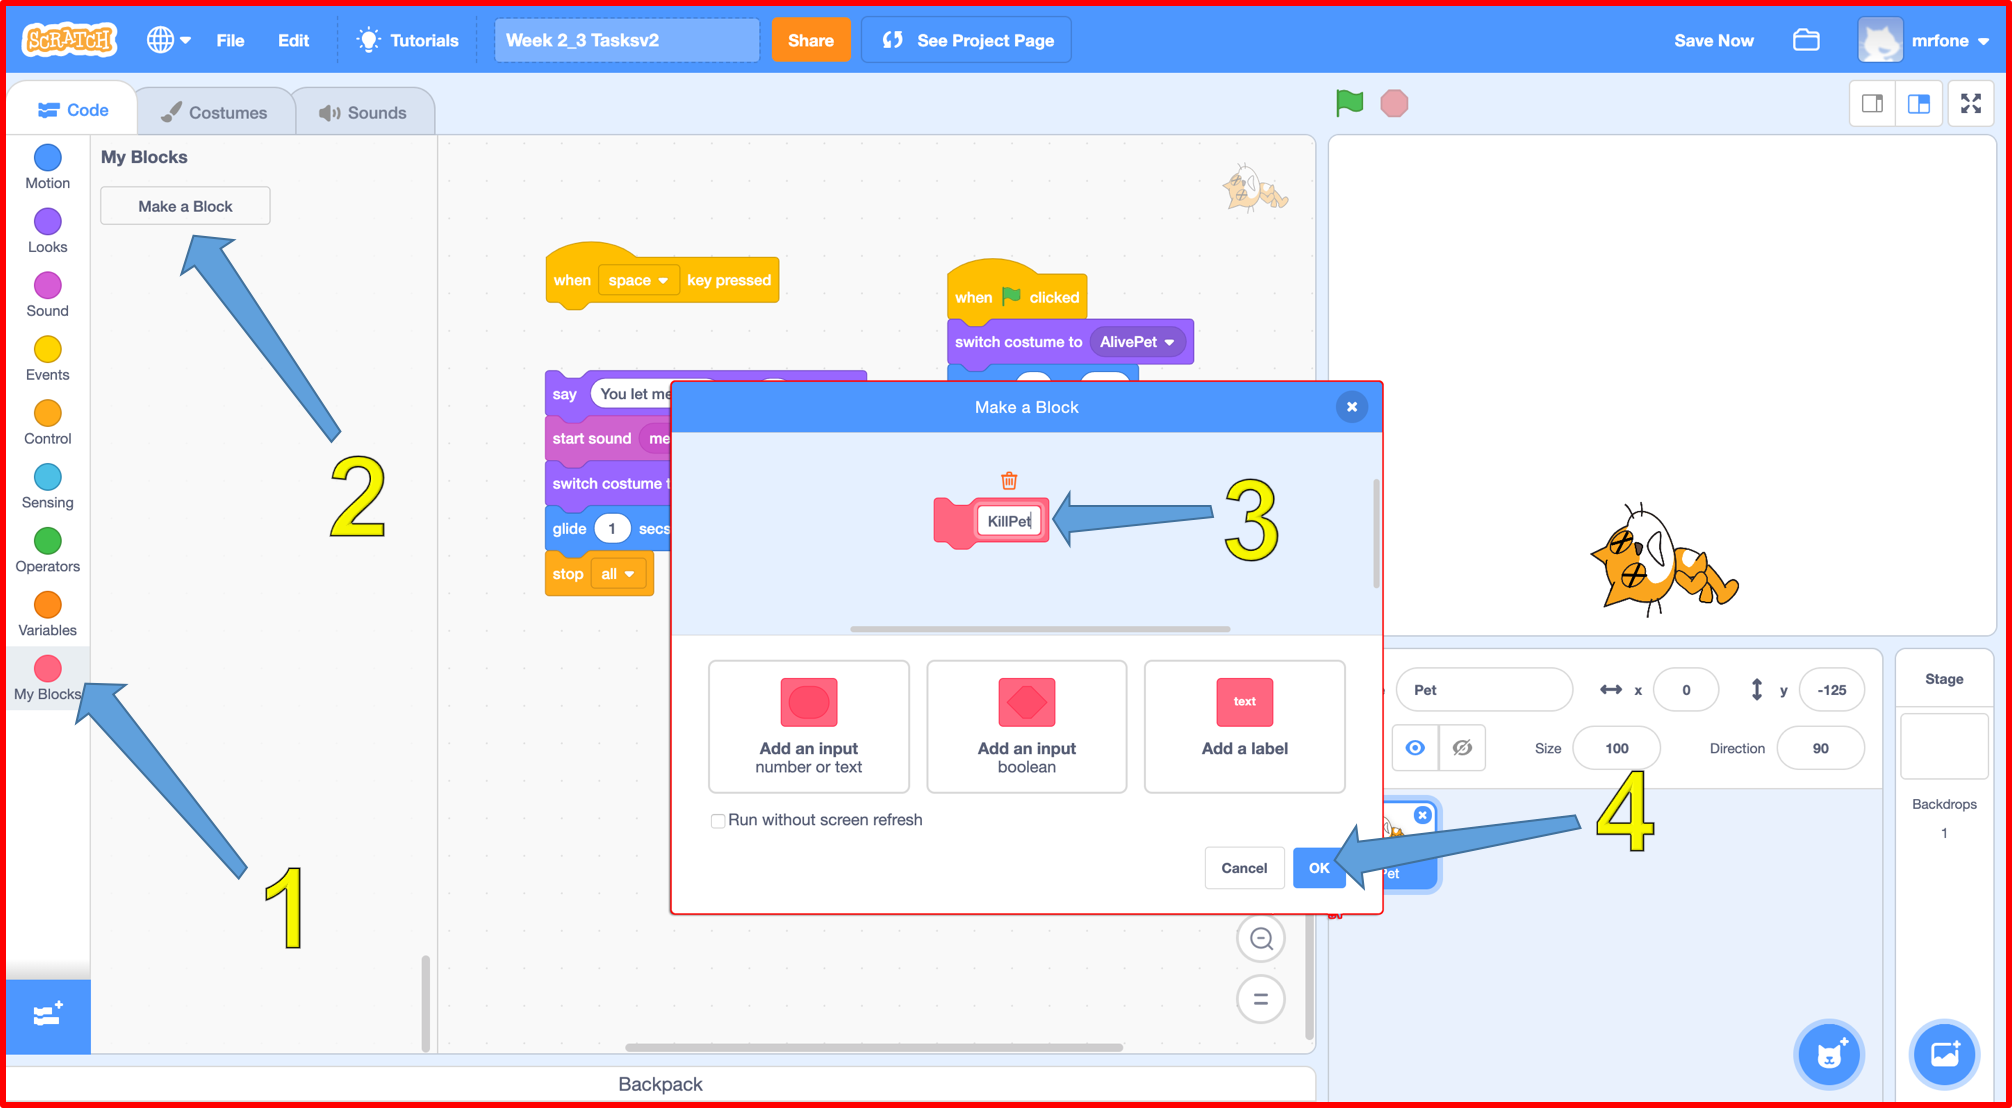 SCRATCH
File
Edit
Tutorials
Week 2_3 Tasksv2
Share
See Project Page
Save Now
mrfone
Code
Costumes
Sounds
Motion
Looks
Sound
Events
Control
Sensing
Operators
Variables
My Blocks
My Blocks
Make a Block
2
1
when space key pressed
say You let me
start sound me
switch costume t
glide 1 secs
stop all
when clicked
switch costume to AlivePet
Make a Block
KillPet
3
Add an input
number or text
Add an input
boolean
text
Add a label
Run without screen refresh
Cancel
OK
4
Pet
x 0
y -125
Size 100
Direction 90
Pet
Stage
Backdrops
1
Backpack